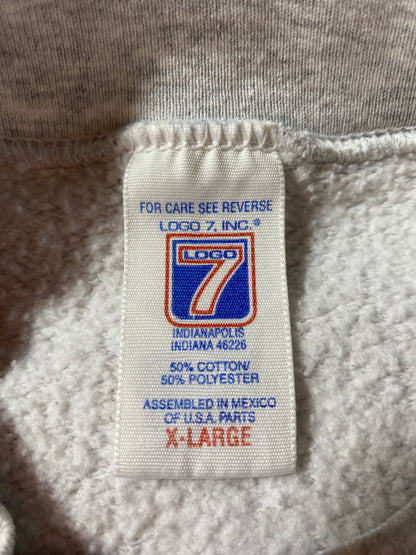 FOR CARE SEE REVERSE
LOGO 7, INC.®
LOGO
7
INDIANAPOLIS
INDIANA 46226
50% COTTON/
50% POLYESTER
ASSEMBLED IN MEXICO
OF U.S.A. PARTS
X-LARGE